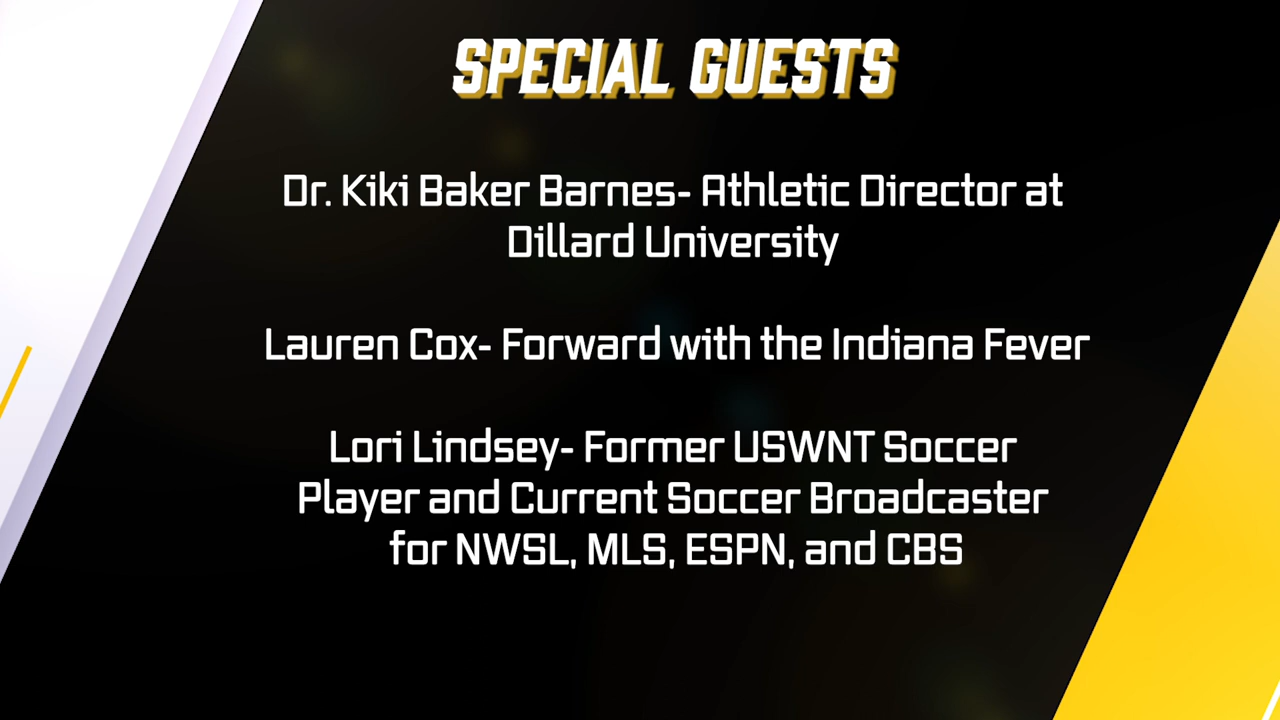 SPECIAL GUESTS
Dr. Kiki Baker Barnes- Athletic Director at
Dillard University
Lauren Cox- Forward with the Indiana Fever
Lori Lindsey- Former USWNT Soccer
Player and Current Soccer Broadcaster
for NWSL, MLS, ESPN, and CBS